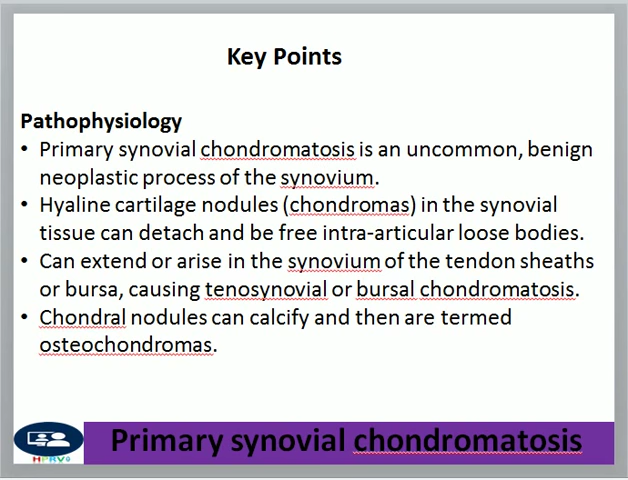 Key Points
Pathophysiology
• Primary synovial chondromatosis is an uncommon, benign
neoplastic process of the synovium.
• Hyaline cartilage nodules (chondromas) in the synovial
tissue can detach and be free intra-articular loose bodies.
• Can extend or arise in the synovium of the tendon sheaths
or bursa, causing tenosynovial or bursal chondromatosis.
• Chondral nodules can calcify and then are termed
osteochondromas.
Primary synovial chondromatosis